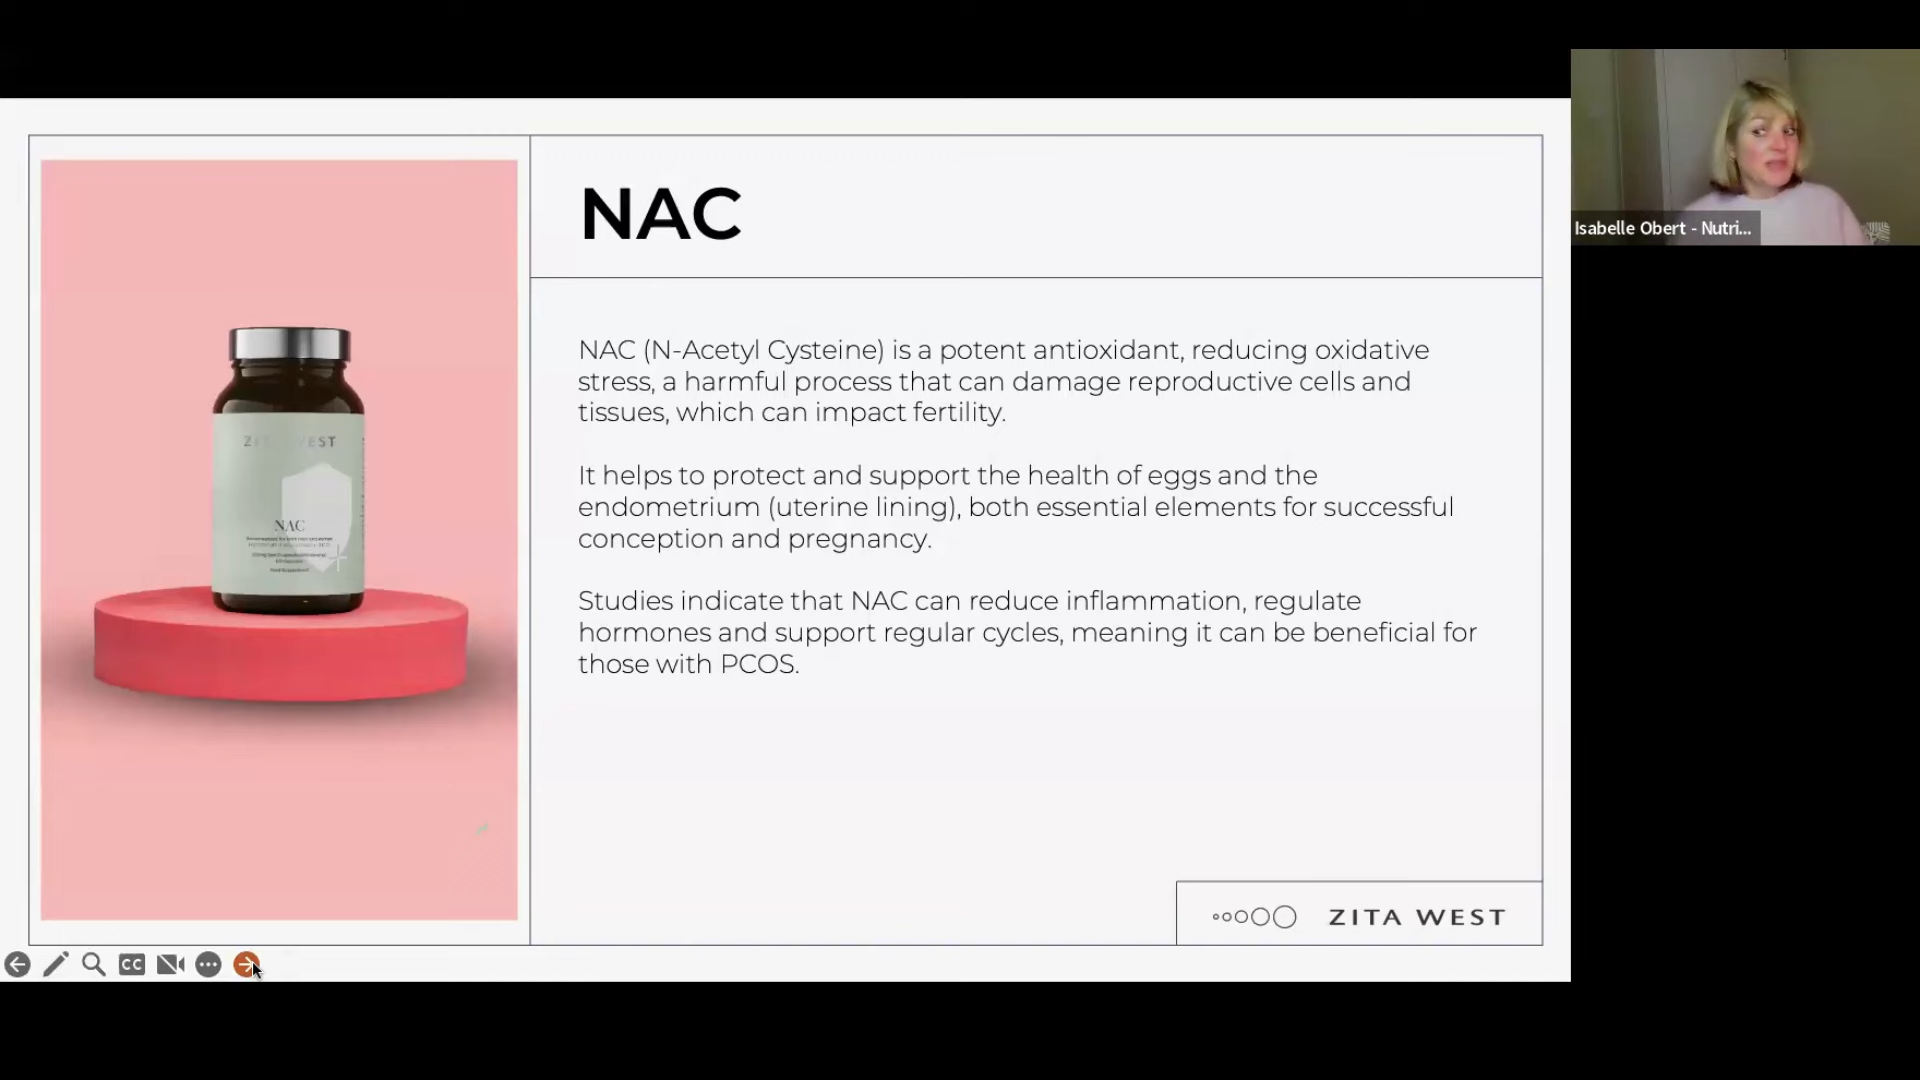 NAC
NAC (N-Acetyl Cysteine) is a potent antioxidant, reducing oxidative
stress, a harmful process that can damage reproductive cells and
tissues, which can impact fertility.
It helps to protect and support the health of eggs and the
endometrium (uterine lining), both essential elements for successful
conception and pregnancy.
Studies indicate that NAC can reduce inflammation, regulate
hormones and support regular cycles, meaning it can be beneficial for
those with PCOS.
ZITA WEST
NAC
ZITA WEST
CC
Isabelle Obert - Nutri...